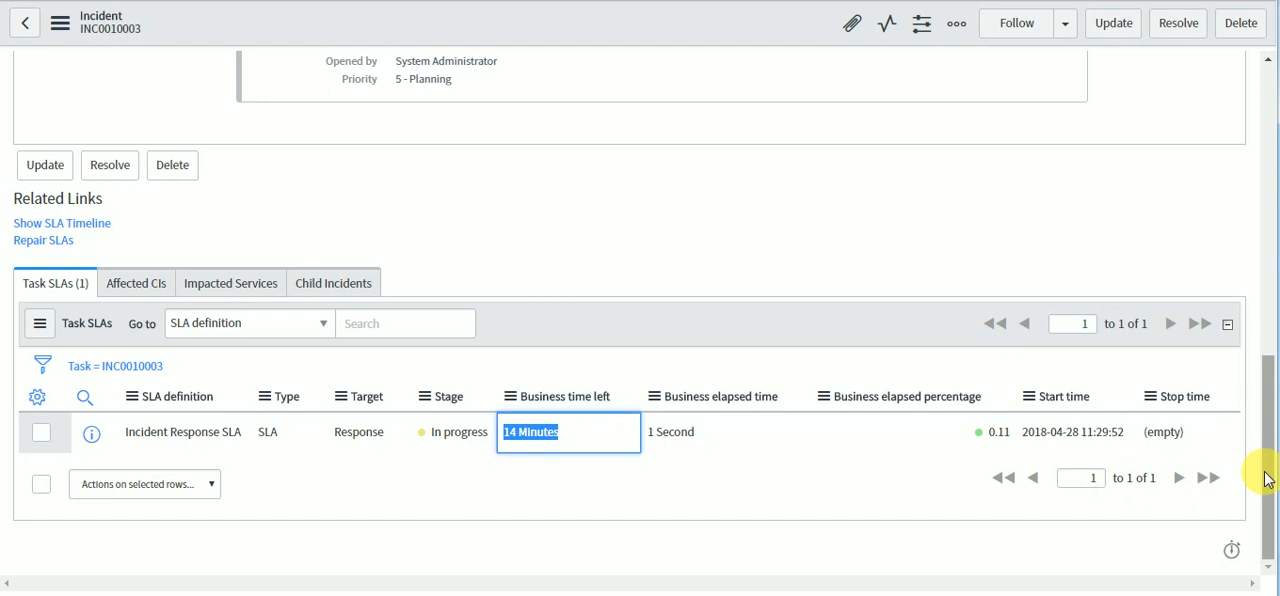 Incident
INC0010003
Follow
Update
Resolve
Delete
Opened by System Administrator
Priority 5 - Planning
Update Resolve Delete
Related Links
Show SLA Timeline
Repair SLAs
Task SLAs (1) Affected CIs Impacted Services Child Incidents
Task SLAs Go to SLA definition Search 1 to 1 of 1
Task = INC0010003
SLA definition Type Target Stage Business time left Business elapsed time Business elapsed percentage Start time Stop time
Incident Response SLA SLA Response In progress 14 Minutes 1 Second 0.11 2018-04-28 11:29:52 (empty)
Actions on selected rows... 1 to 1 of 1